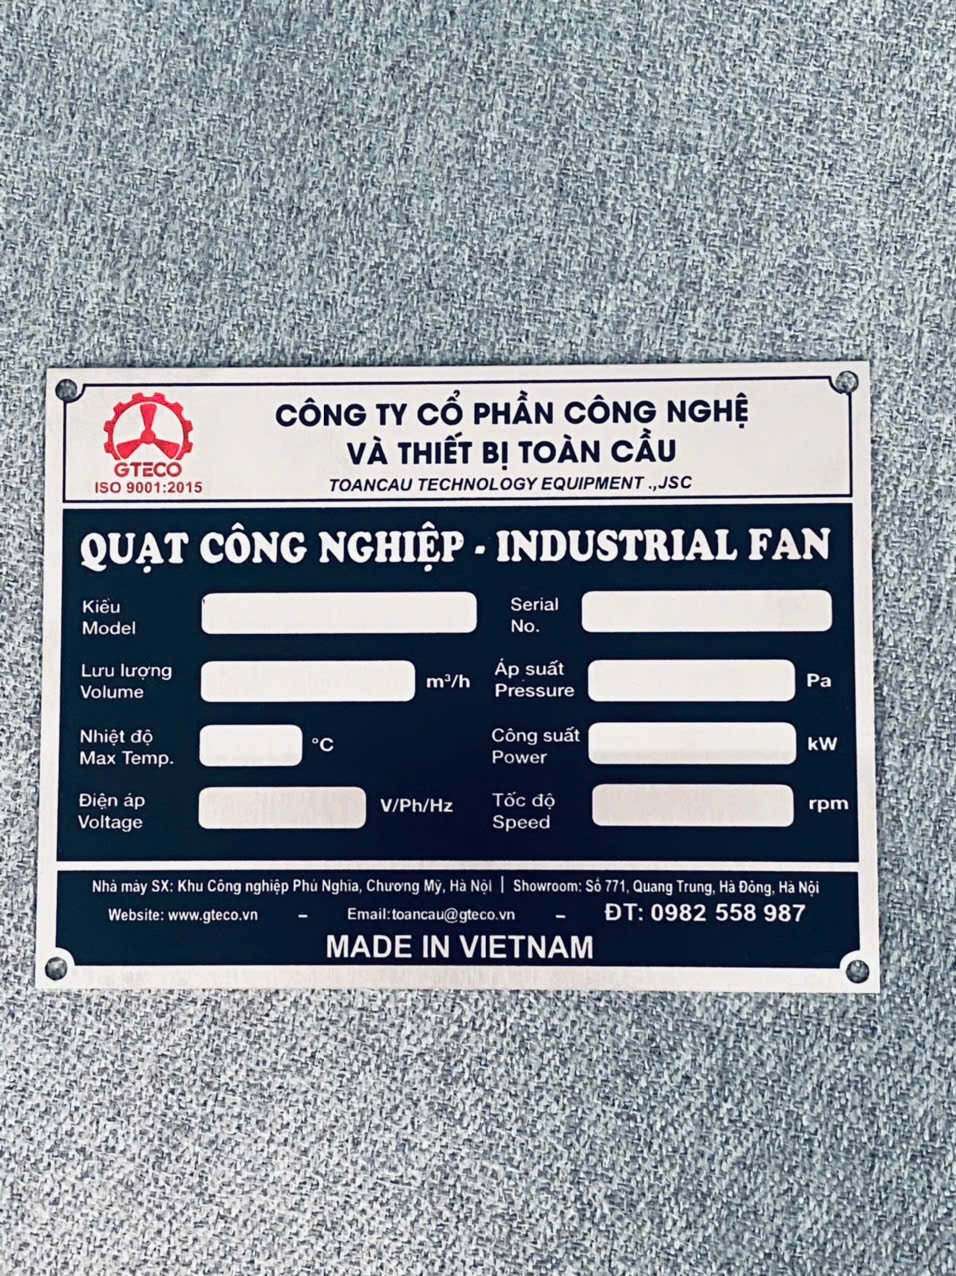 CÔNG TY CỔ PHẦN CÔNG NGHỆ
VÀ THIẾT BỊ TOÀN CẦU
TOANCAU TECHNOLOGY EQUIPMENT .,JSC
GTECO
ISO 9001:2015
QUẠT CÔNG NGHIỆP - INDUSTRIAL FAN
Kiểu
Model
Serial
No.
Lưu lượng
Volume
m³/h
Áp suất
Pressure
Pa
Nhiệt độ
Max Temp.
°C
Công suất
Power
kW
Điện áp
Voltage
V/Ph/Hz
Tốc độ
Speed
rpm
Nhà máy SX: Khu Công nghiệp Phú Nghĩa, Chương Mỹ, Hà Nội | Showroom: Số 771, Quang Trung, Hà Đông, Hà Nội
Website: www.gteco.vn - Email:toancau@gteco.vn - ĐT: 0982 558 987
MADE IN VIETNAM